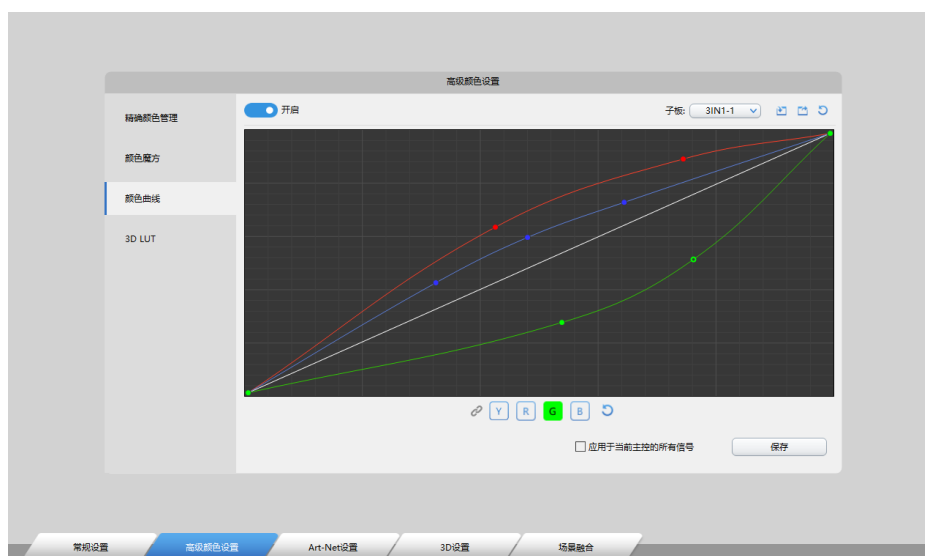 高级颜色设置
精确颜色管理
开启
子板: 3IN1-1
颜色魔方
颜色曲线
3D LUT
Y R G B
应用于当前主控的所有信号
保存
常规设置
高级颜色设置
Art-Net设置
3D设置
场景融合